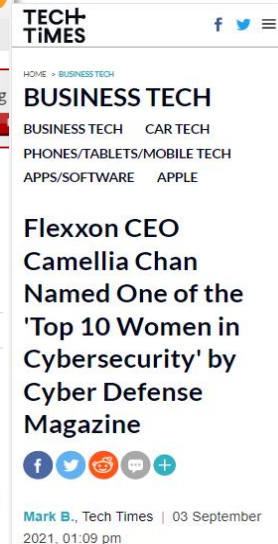 TECH
TIMES
HOME > BUSINESS TECH
BUSINESS TECH
BUSINESS TECH CAR TECH
PHONES/TABLETS/MOBILE TECH
APPS/SOFTWARE APPLE
Flexxon CEO
Camellia Chan
Named One of the
'Top 10 Women in
Cybersecurity' by
Cyber Defense
Magazine
Mark B., Tech Times | 03 September
2021, 01:09 pm